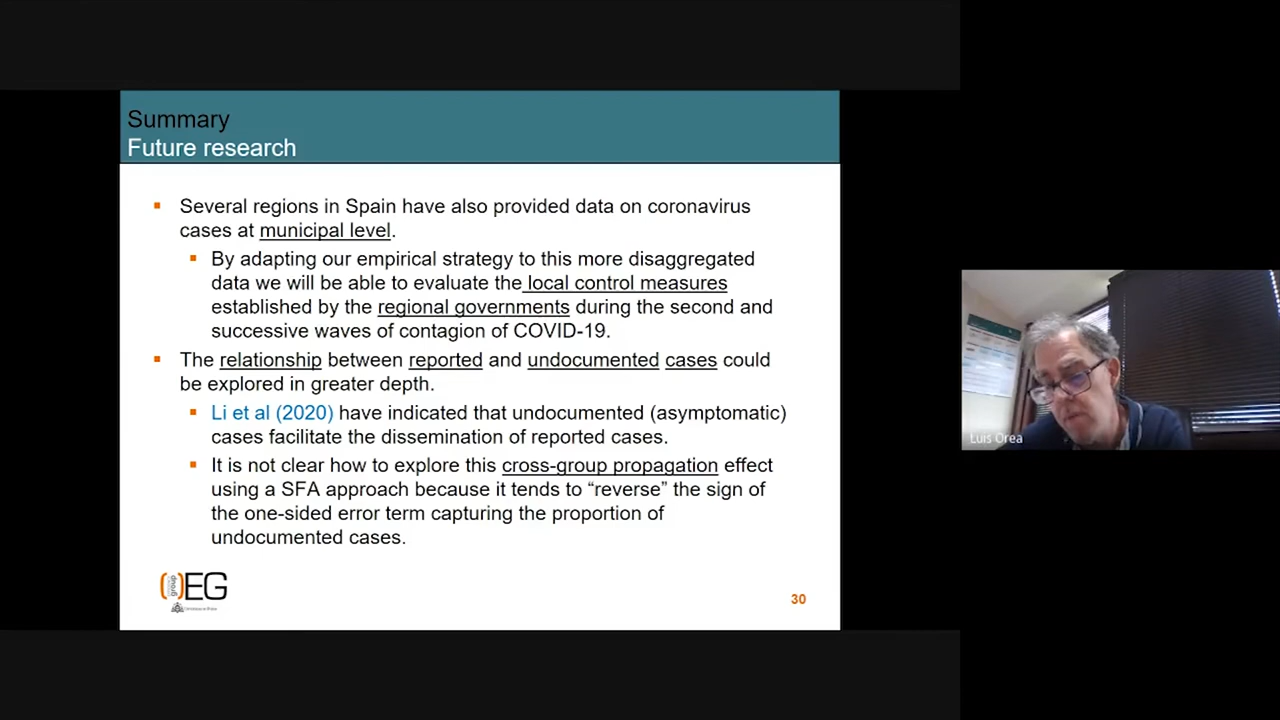 Summary
Future research
Several regions in Spain have also provided data on coronavirus
cases at municipal level.
By adapting our empirical strategy to this more disaggregated
data we will be able to evaluate the local control measures
established by the regional governments during the second and
successive waves of contagion of COVID-19.
The relationship between reported and undocumented cases could
be explored in greater depth.
Li et al (2020) have indicated that undocumented (asymptomatic)
cases facilitate the dissemination of reported cases.
It is not clear how to explore this cross-group propagation effect
using a SFA approach because it tends to “reverse” the sign of
the one-sided error term capturing the proportion of
undocumented cases.
group
EG
30
Luis Orea